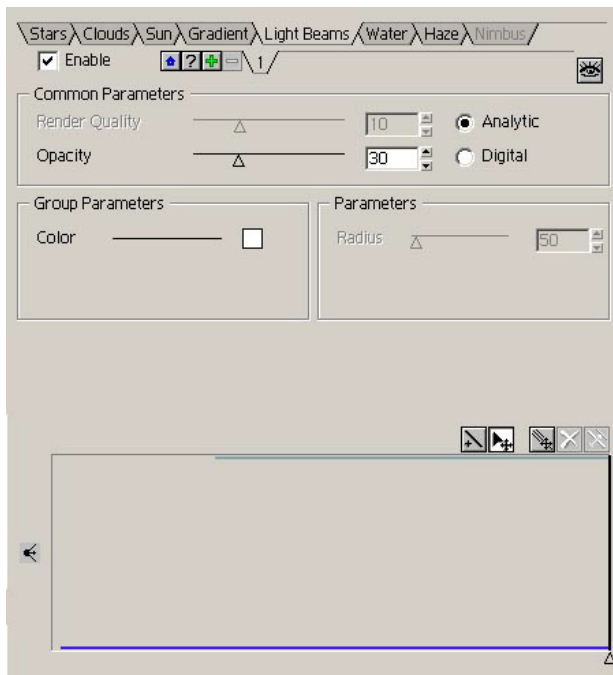 Stars Clouds Sun Gradient Light Beams Water Haze Nimbus
Enable ? 1
Common Parameters
Render Quality 10 Analytic
Opacity 30 Digital
Group Parameters Parameters
Color Radius 50